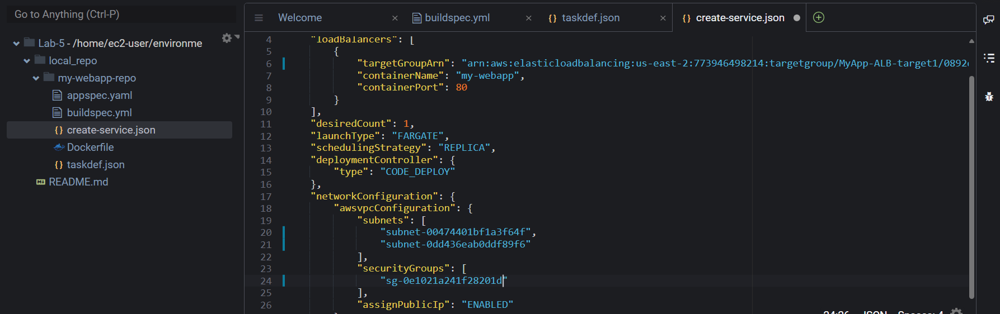 Go to Anything (Ctrl-P)
Lab-5 - /home/ec2-user/environme
local_repo
my-webapp-repo
appspec.yaml
buildspec.yml
create-service.json
Dockerfile
taskdef.json
README.md
Welcome
buildspec.yml
taskdef.json
create-service.json
4 "loadBalancers": [
5 {
6 "targetGroupArn": "arn:aws:elasticloadbalancing:us-east-2:773946498214:targetgroup/MyApp-ALB-target1/0892
7 "containerName": "my-webapp",
8 "containerPort": 80
9 }
10 ],
11 "desiredCount": 1,
12 "launchType": "FARGATE",
13 "schedulingStrategy": "REPLICA",
14 "deploymentController": {
15 "type": "CODE_DEPLOY"
16 },
17 "networkConfiguration": {
18 "awsvpcConfiguration": {
19 "subnets": [
20 "subnet-00474401bf1a3f64f",
21 "subnet-0dd436eab0ddf89f6"
22 ],
23 "securityGroups": [
24 "sg-0e1021a241f28201d"
25 ],
26 "assignPublicIp": "ENABLED"
24:26 JSON Spaces: 4